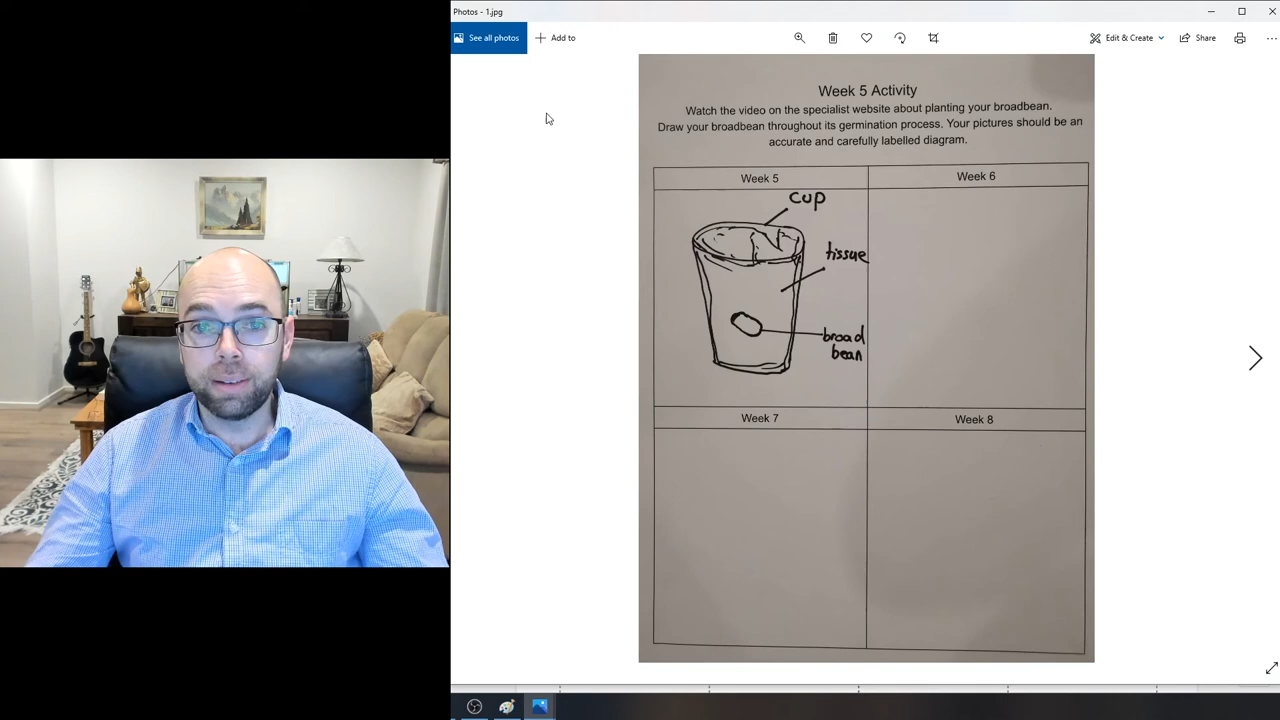 Photos - 1.jpg
See all photos
Add to
Edit & Create
Share
Week 5 Activity
Watch the video on the specialist website about planting your broadbean.
Draw your broadbean throughout its germination process. Your pictures should be an
accurate and carefully labelled diagram.
Week 5
Week 6
cup
tissue
broad
bean
Week 7
Week 8